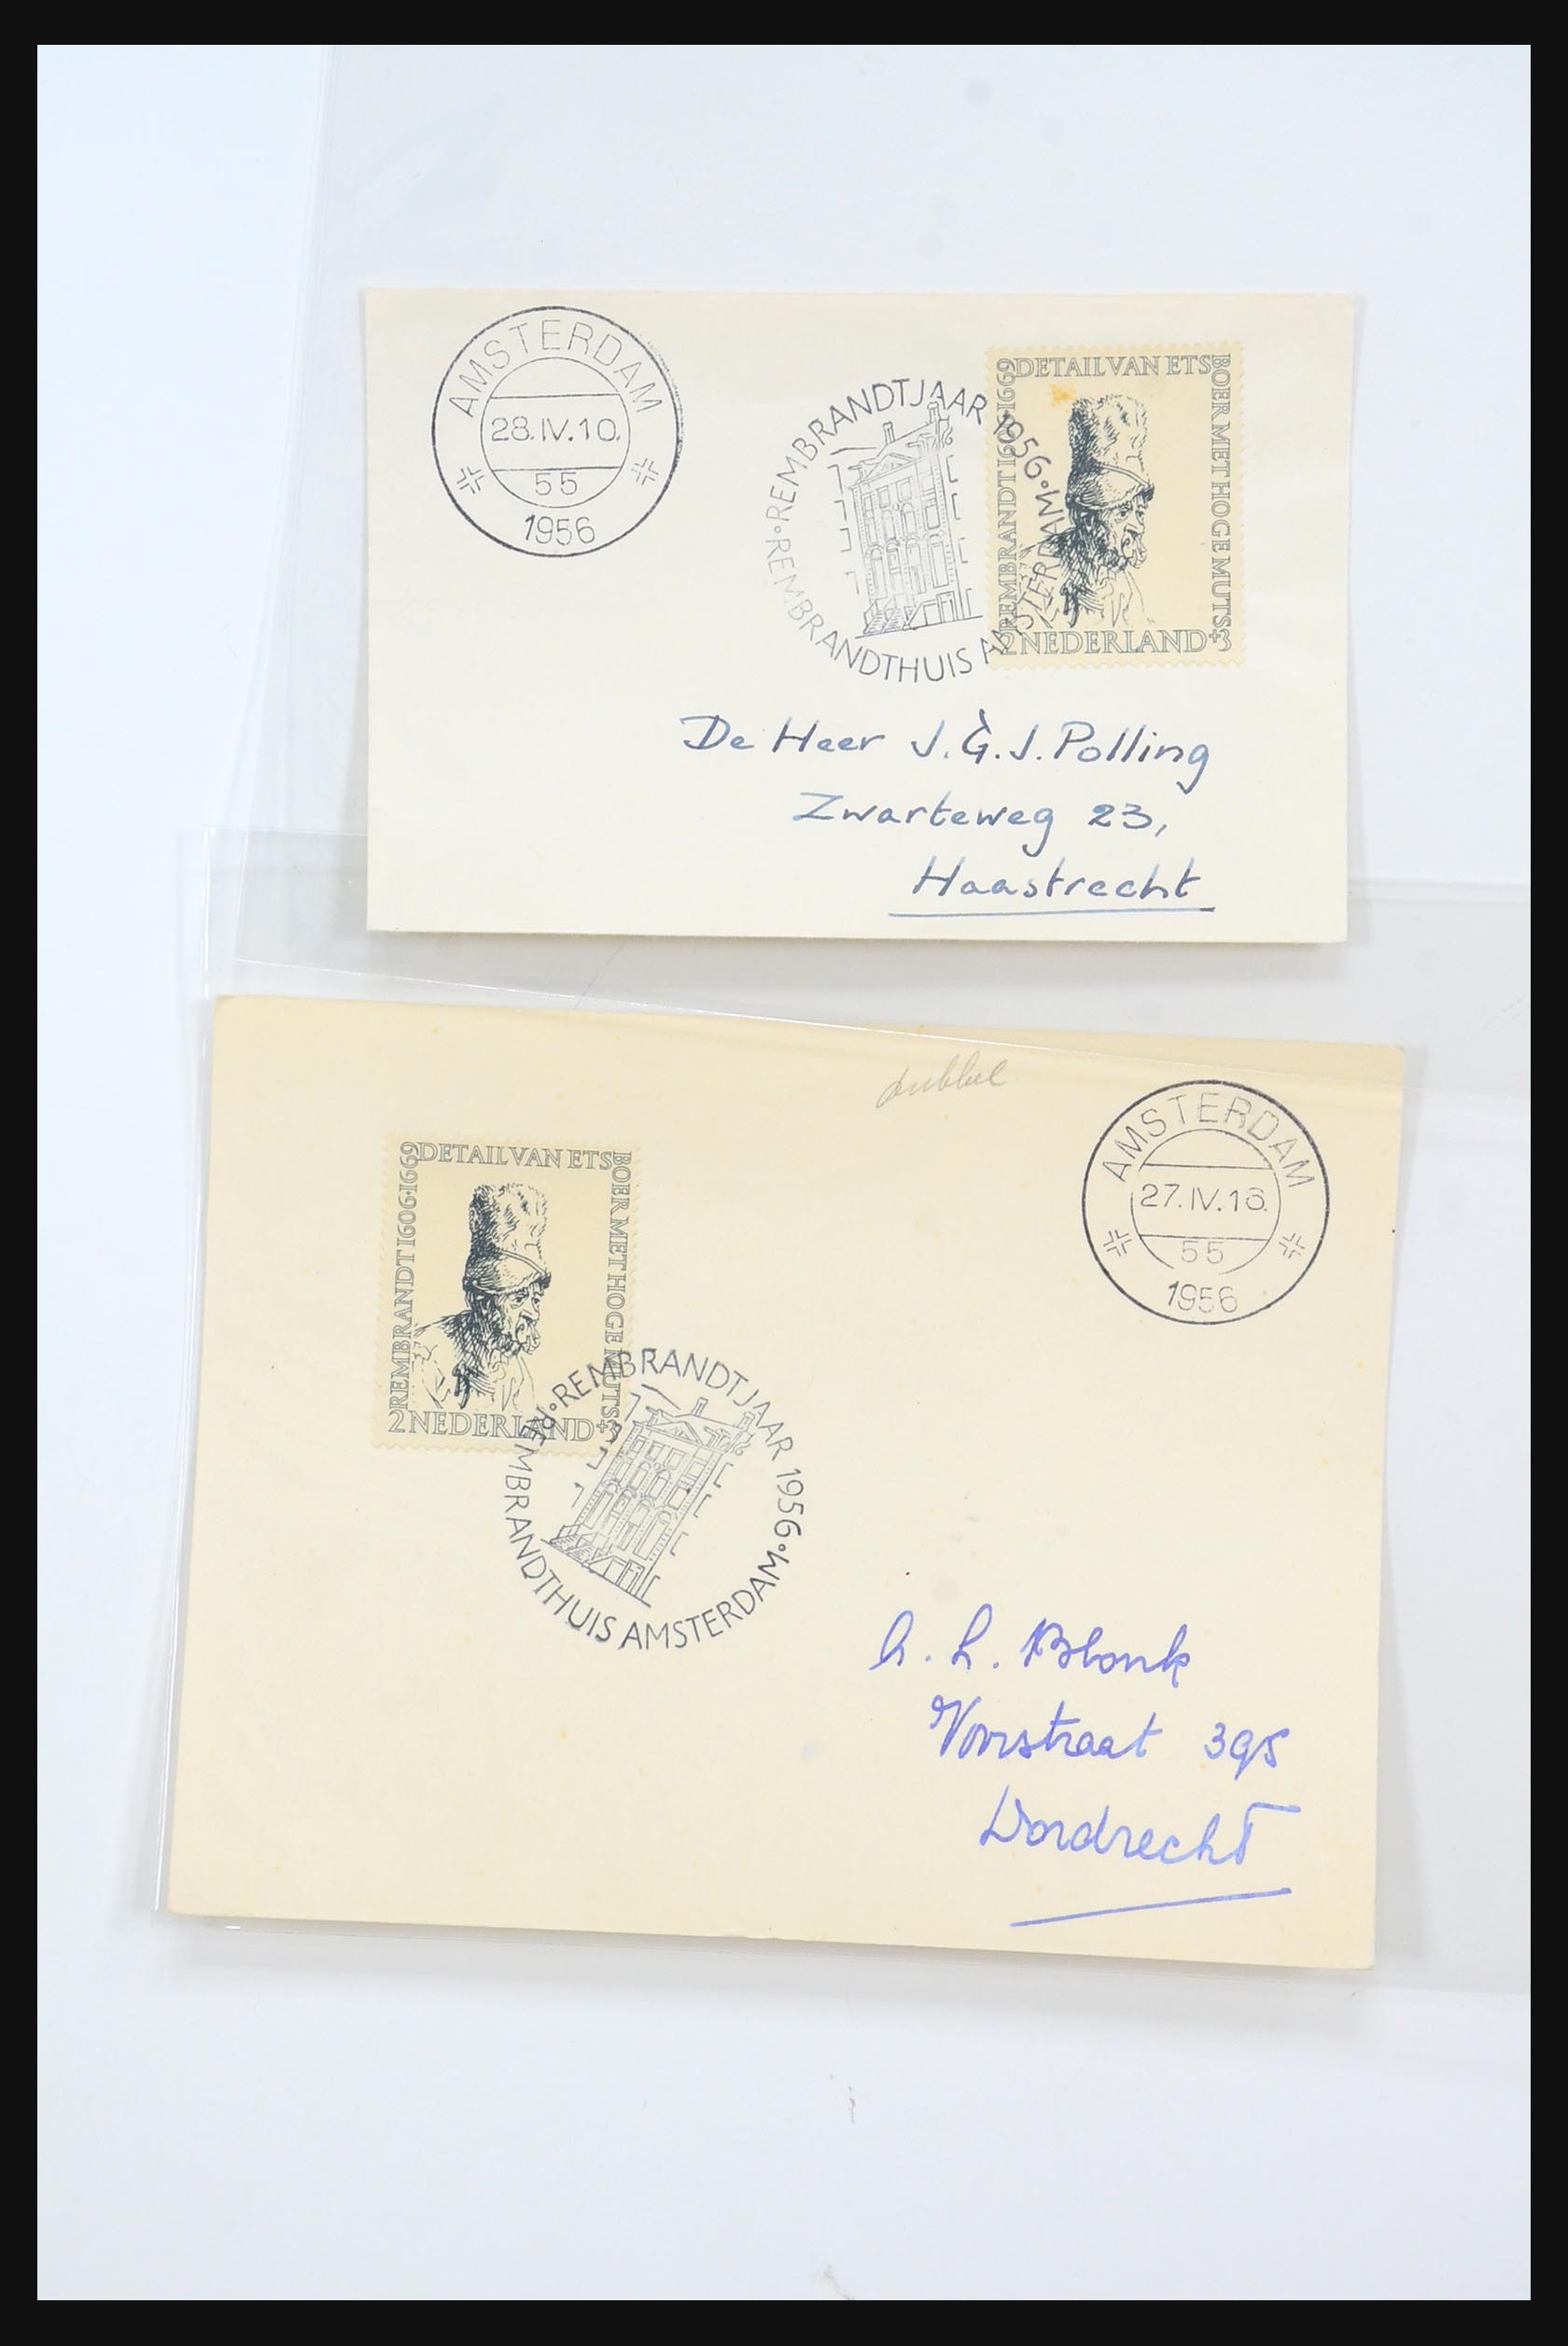 AMSTERDAM
28.IV.10.
55
1956
REMBRANDTJAAR 1956 • REMBRANDTHUIS AMSTERDAM •
REMBRANDT 1606·1669
DETAIL VAN ETS
BOER MET HOGE MUTS
2 NEDERLAND +3
De Heer J.G.J. Polling
Zwarteweg 23,
Haastrecht
dubbel
AMSTERDAM
27.IV.16.
55
1956
REMBRANDT 1606·1669
DETAIL VAN ETS
BOER MET HOGE MUTS
2 NEDERLAND +3
REMBRANDTJAAR 1956 • REMBRANDTHUIS AMSTERDAM •
L. Blonk
Voorstraat 395
Dordrecht